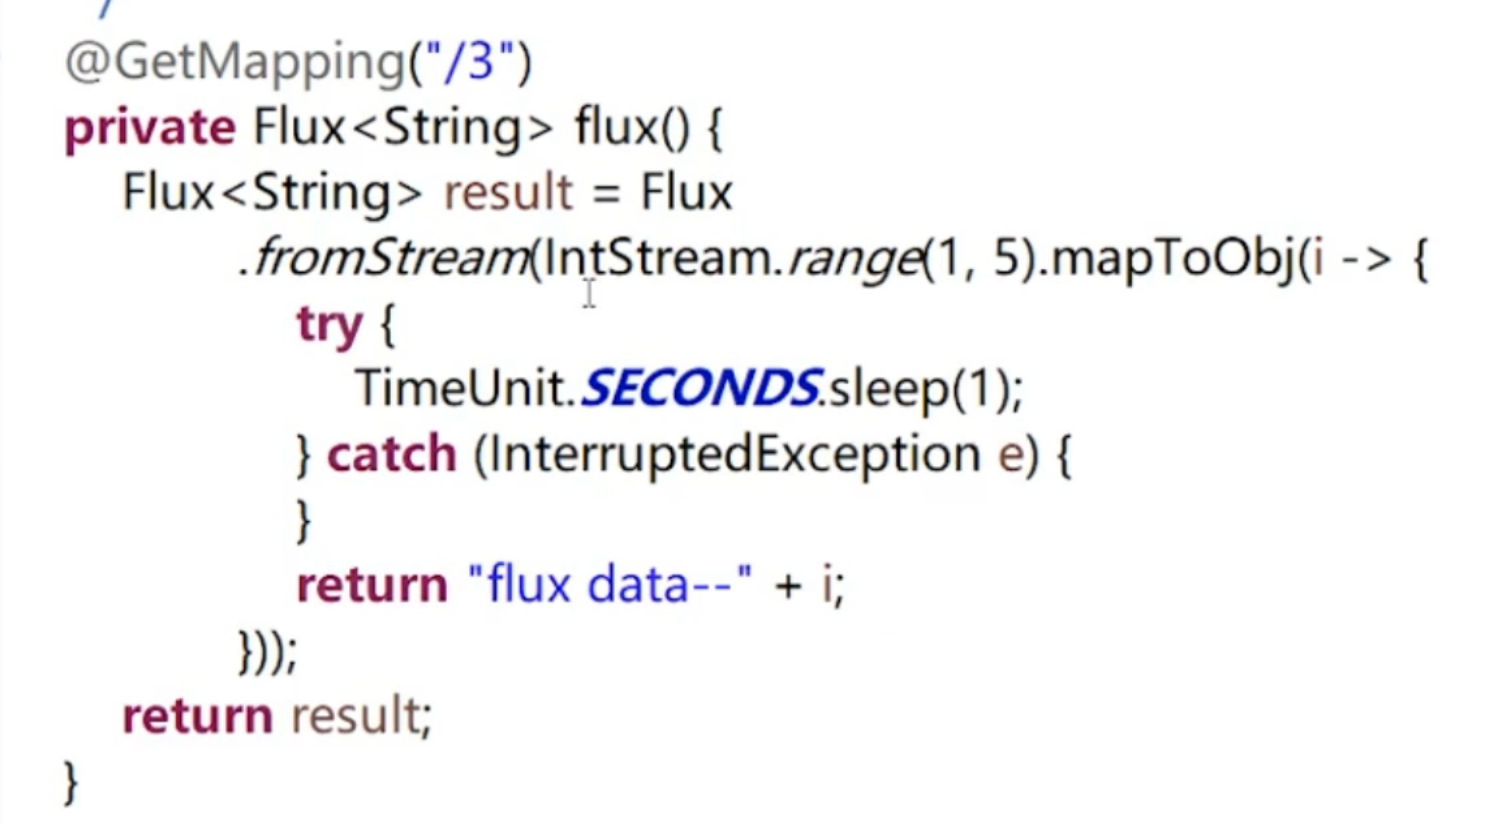 /
@GetMapping("/3")
private Flux<String> flux() {
Flux<String> result = Flux
.fromStream(IntStream.range(1, 5).mapToObj(i -> {
try {
TimeUnit.SECONDS.sleep(1);
} catch (InterruptedException e) {
}
return "flux data--" + i;
}));
return result;
}